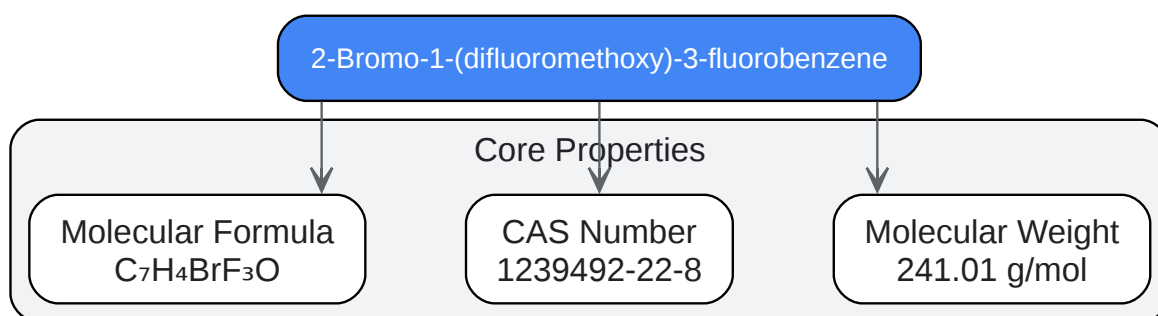 2-Bromo-1-(difluoromethoxy)-3-fluorobenzene
Core Properties
Molecular Formula
C₇H₄BrF₃O
CAS Number
1239492-22-8
Molecular Weight
241.01 g/mol